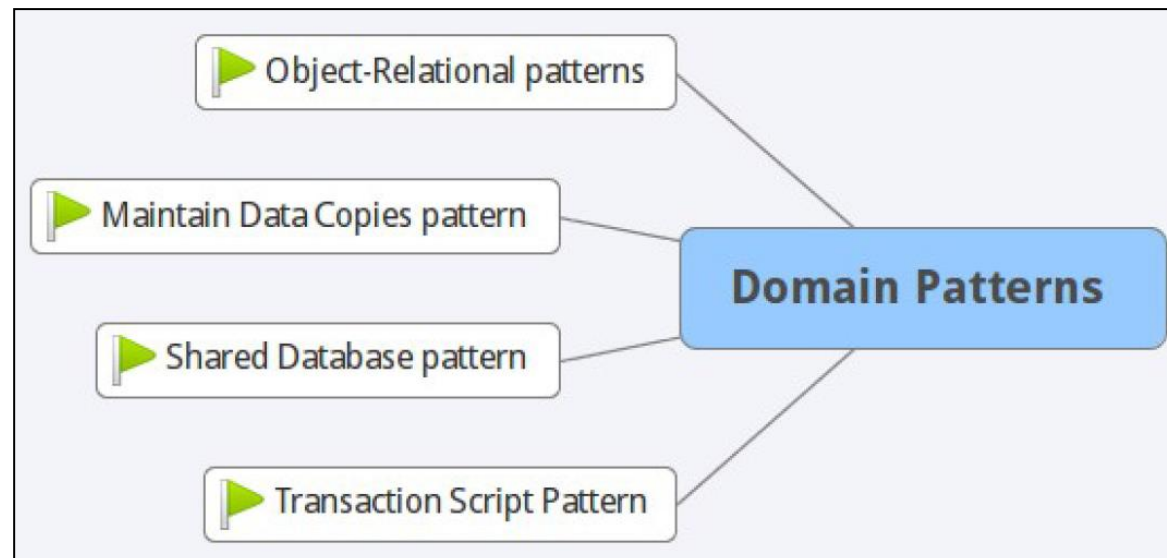 Object-Relational patterns
Maintain Data Copies pattern
Domain Patterns
Shared Database pattern
Transaction Script Pattern